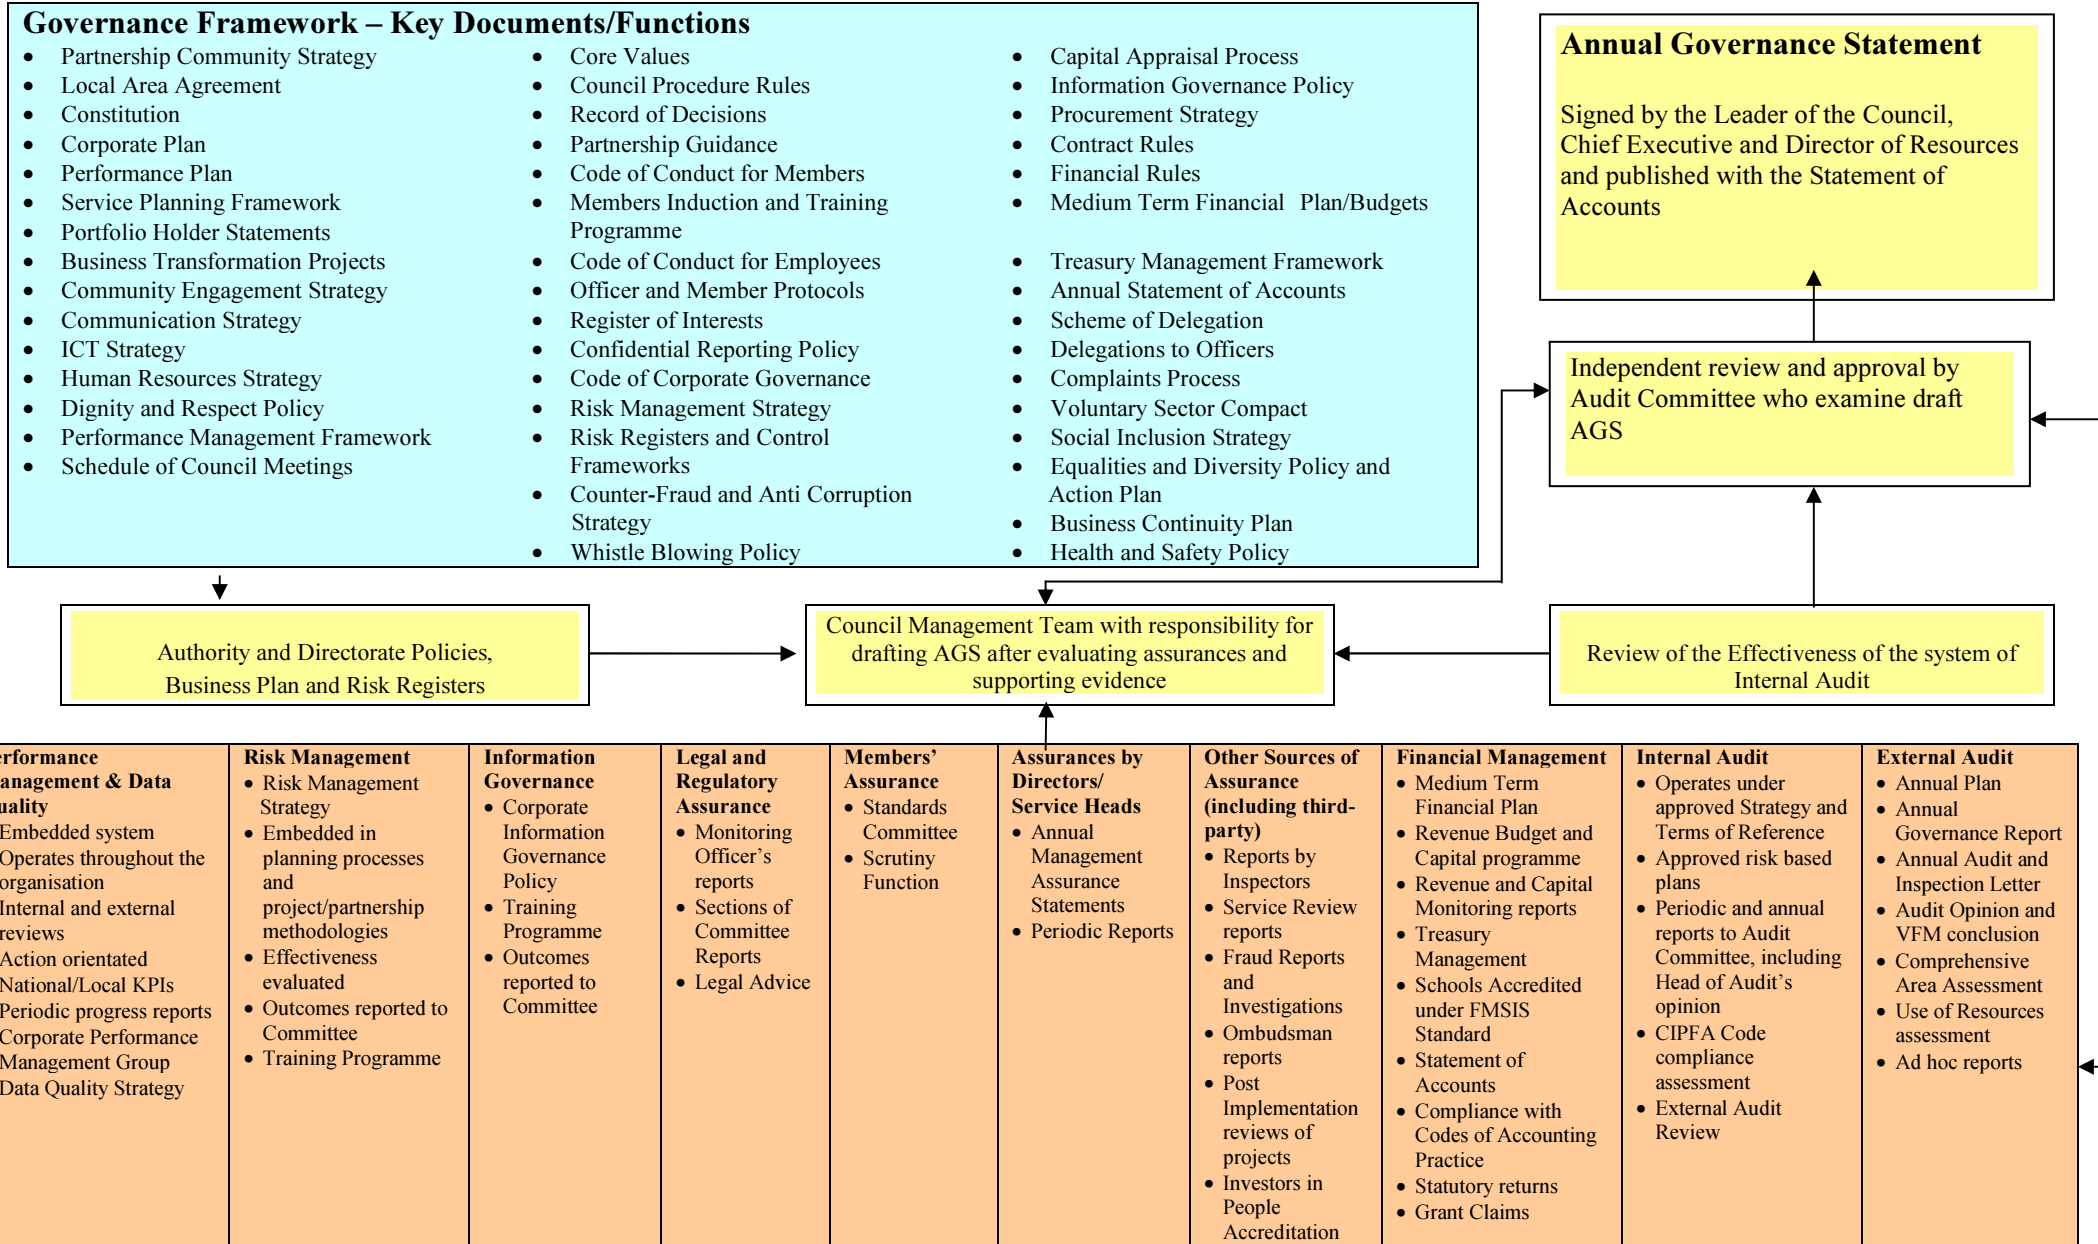 Governance Framework – Key Documents/Functions
• Partnership Community Strategy
• Local Area Agreement
• Constitution
• Corporate Plan
• Performance Plan
• Service Planning Framework
• Portfolio Holder Statements
• Business Transformation Projects
• Community Engagement Strategy
• Communication Strategy
• ICT Strategy
• Human Resources Strategy
• Dignity and Respect Policy
• Performance Management Framework
• Schedule of Council Meetings
• Core Values
• Council Procedure Rules
• Record of Decisions
• Partnership Guidance
• Code of Conduct for Members
• Members Induction and Training
Programme
• Code of Conduct for Employees
• Officer and Member Protocols
• Register of Interests
• Confidential Reporting Policy
• Code of Corporate Governance
• Risk Management Strategy
• Risk Registers and Control
Frameworks
• Counter-Fraud and Anti Corruption
Strategy
• Whistle Blowing Policy
• Capital Appraisal Process
• Information Governance Policy
• Procurement Strategy
• Contract Rules
• Financial Rules
• Medium Term Financial Plan/Budgets
• Treasury Management Framework
• Annual Statement of Accounts
• Scheme of Delegation
• Delegations to Officers
• Complaints Process
• Voluntary Sector Compact
• Social Inclusion Strategy
• Equalities and Diversity Policy and
Action Plan
• Business Continuity Plan
• Health and Safety Policy
Annual Governance Statement
Signed by the Leader of the Council,
Chief Executive and Director of Resources
and published with the Statement of
Accounts
Independent review and approval by
Audit Committee who examine draft
AGS
Authority and Directorate Policies,
Business Plan and Risk Registers
Council Management Team with responsibility for
drafting AGS after evaluating assurances and
supporting evidence
Review of the Effectiveness of the system of
Internal Audit
erformance
anagement & Data
uality
Embedded system
Operates throughout the
organisation
Internal and external
reviews
Action orientated
National/Local KPIs
Periodic progress reports
Corporate Performance
Management Group
Data Quality Strategy
Risk Management
• Risk Management
Strategy
• Embedded in
planning processes
and
project/partnership
methodologies
• Effectiveness
evaluated
• Outcomes reported to
Committee
• Training Programme
Information
Governance
• Corporate
Information
Governance
Policy
• Training
Programme
• Outcomes
reported to
Committee
Legal and
Regulatory
Assurance
• Monitoring
Officer’s
reports
• Sections of
Committee
Reports
• Legal Advice
Members’
Assurance
• Standards
Committee
• Scrutiny
Function
Assurances by
Directors/
Service Heads
• Annual
Management
Assurance
Statements
• Periodic Reports
Other Sources of
Assurance
(including third-
party)
• Reports by
Inspectors
• Service Review
reports
• Fraud Reports
and
Investigations
• Ombudsman
reports
• Post
Implementation
reviews of
projects
• Investors in
People
Accreditation
Financial Management
• Medium Term
Financial Plan
• Revenue Budget and
Capital programme
• Revenue and Capital
Monitoring reports
• Treasury
Management
• Schools Accredited
under FMSIS
Standard
• Statement of
Accounts
• Compliance with
Codes of Accounting
Practice
• Statutory returns
• Grant Claims
Internal Audit
• Operates under
approved Strategy and
Terms of Reference
• Approved risk based
plans
• Periodic and annual
reports to Audit
Committee, including
Head of Audit’s
opinion
• CIPFA Code
compliance
assessment
• External Audit
Review
External Audit
• Annual Plan
• Annual
Governance Report
• Annual Audit and
Inspection Letter
• Audit Opinion and
VFM conclusion
• Comprehensive
Area Assessment
• Use of Resources
assessment
• Ad hoc reports